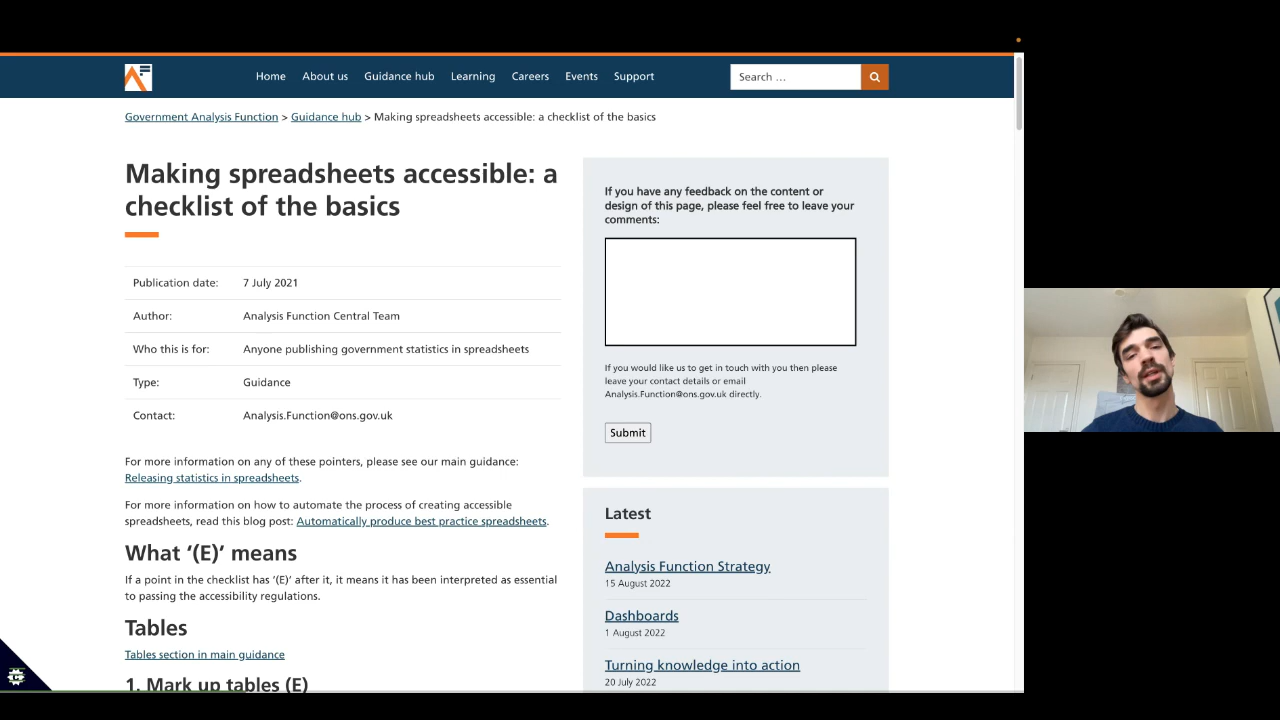 Home About us Guidance hub Learning Careers Events Support Search ...
Government Analysis Function > Guidance hub > Making spreadsheets accessible: a checklist of the basics
Making spreadsheets accessible: a
checklist of the basics
Publication date: 7 July 2021
Author: Analysis Function Central Team
Who this is for: Anyone publishing government statistics in spreadsheets
Type: Guidance
Contact: Analysis.Function@ons.gov.uk
For more information on any of these pointers, please see our main guidance:
Releasing statistics in spreadsheets.
For more information on how to automate the process of creating accessible
spreadsheets, read this blog post: Automatically produce best practice spreadsheets.
What ‘(E)’ means
If a point in the checklist has ‘(E)’ after it, it means it has been interpreted as essential
to passing the accessibility regulations.
Tables
Tables section in main guidance
1. Mark up tables (E)
If you have any feedback on the content or
design of this page, please feel free to leave your
comments:
If you would like us to get in touch with you then please
leave your contact details or email
Analysis.Function@ons.gov.uk directly.
Submit
Latest
Analysis Function Strategy
15 August 2022
Dashboards
1 August 2022
Turning knowledge into action
20 July 2022